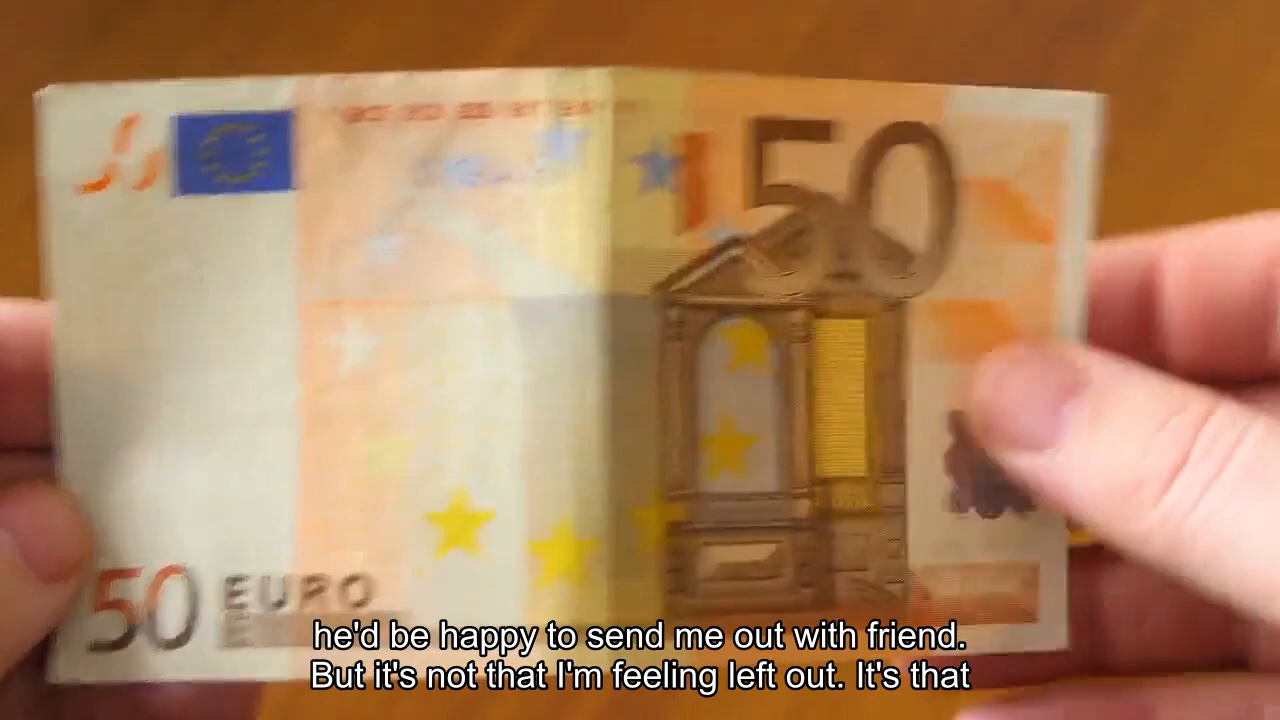 50
50 EURO
he'd be happy to send me out with friend.
But it's not that I'm feeling left out. It's that